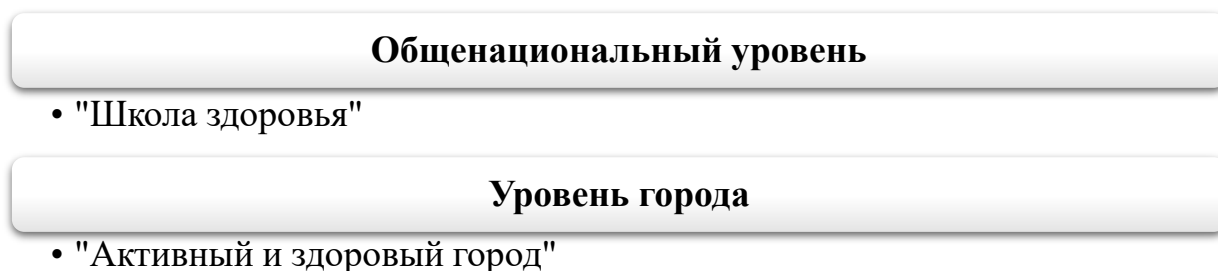 Общенациональный уровень
• "Школа здоровья"
Уровень города
• "Активный и здоровый город"